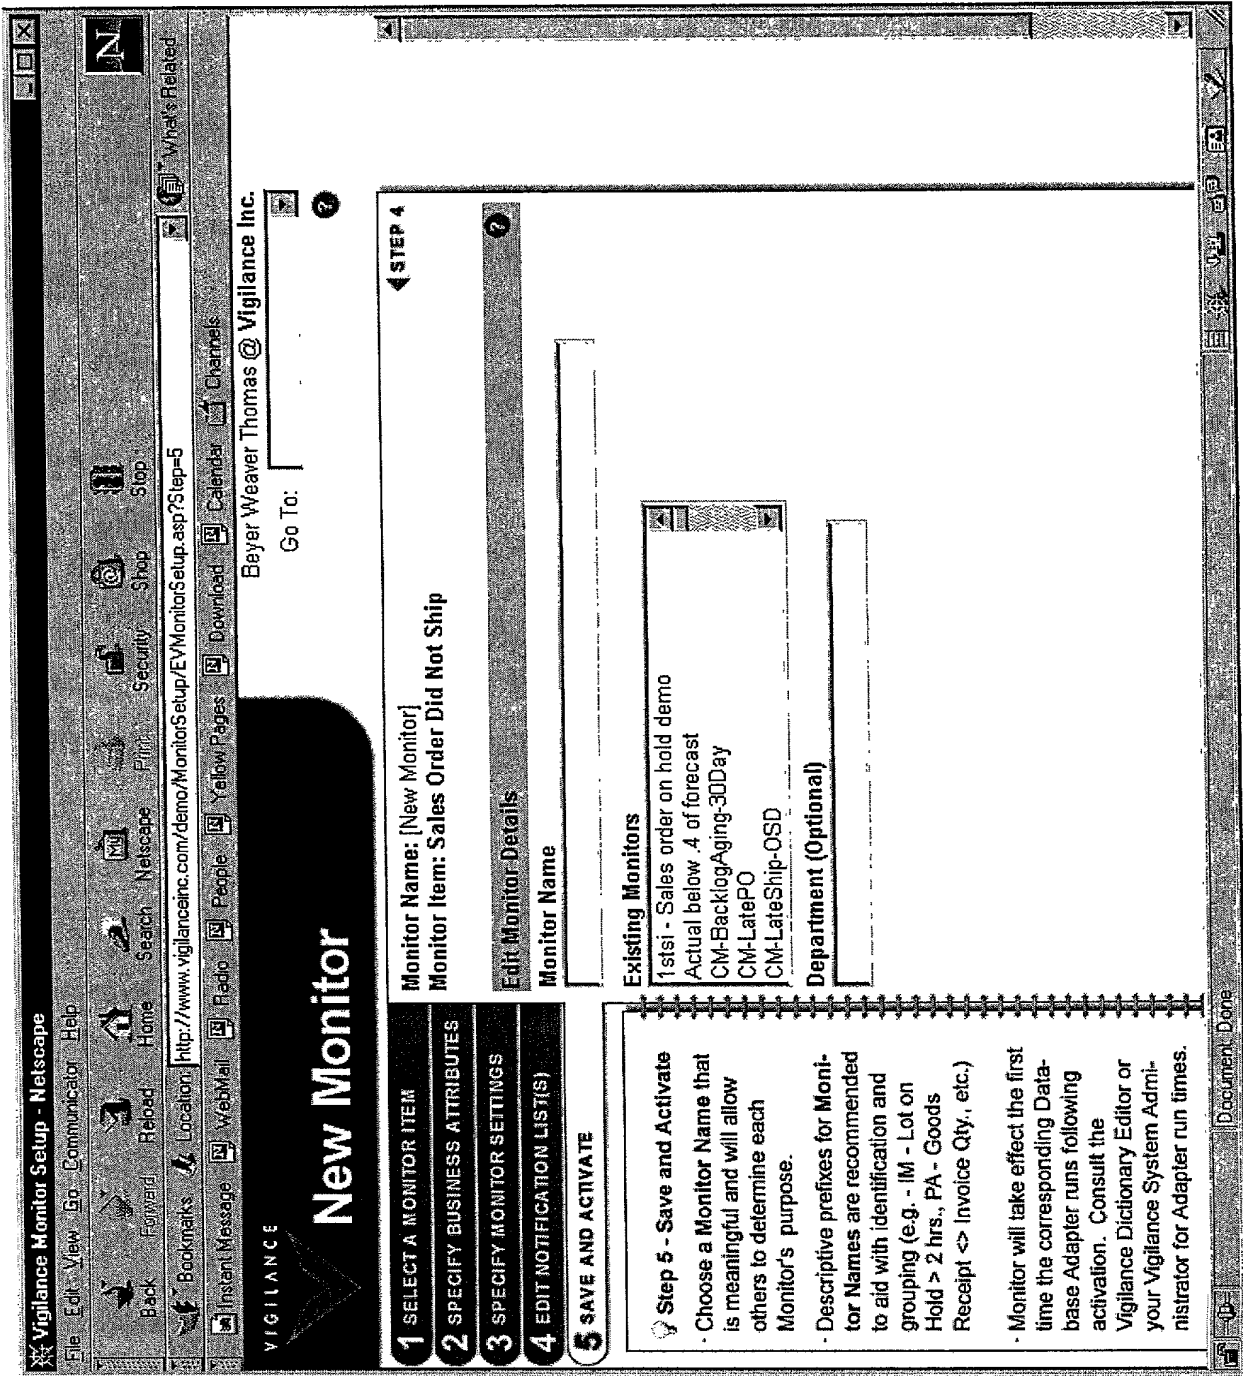 Vigilance Monitor Setup - Netscape
File Edit View Go Communicator Help
Back Forward Reload Home Search Netscape Print Security Shop Stop
Bookmarks Location: http://www.vigilanceinc.com/demo/MonitorSetup/EVMonitorSetup.asp?Step=5 What's Related
Instant Message WebMail Radio People Yellow Pages Download Calendar Channels
VIGILANCE
New Monitor
Beyer Weaver Thomas @ Vigilance Inc.
Go To:
?
1 SELECT A MONITOR ITEM
2 SPECIFY BUSINESS ATTRIBUTES
3 SPECIFY MONITOR SETTINGS
4 EDIT NOTIFICATION LIST(S)
5 SAVE AND ACTIVATE
Step 5 - Save and Activate
· Choose a Monitor Name that
is meaningful and will allow
others to determine each
Monitor's purpose.
· Descriptive prefixes for Moni-
tor Names are recommended
to aid with identification and
grouping (e.g. - IM - Lot on
Hold > 2 hrs., PA - Goods
Receipt <> Invoice Qty., etc.)
· Monitor will take effect the first
time the corresponding Data-
base Adapter runs following
activation. Consult the
Vigilance Dictionary Editor or
your Vigilance System Admi-
nistrator for Adapter run times.
Monitor Name: [New Monitor]
Monitor Item: Sales Order Did Not Ship
STEP 4
Edit Monitor Details
?
Monitor Name
Existing Monitors
1stsi - Sales order on hold demo
Actual below .4 of forecast
CM-BacklogAging-30Day
CM-LatePO
CM-LateShip-OSD
Department (Optional)
Document: Done